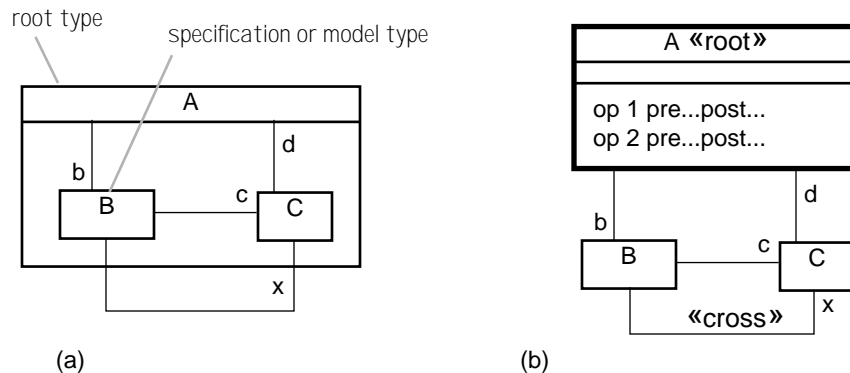 root type
specification or model type
A
b
d
B
c
C
x
(a)
A «root»
op 1 pre...post...
op 2 pre...post...
b
d
B
c
C
x
«cross»
(b)